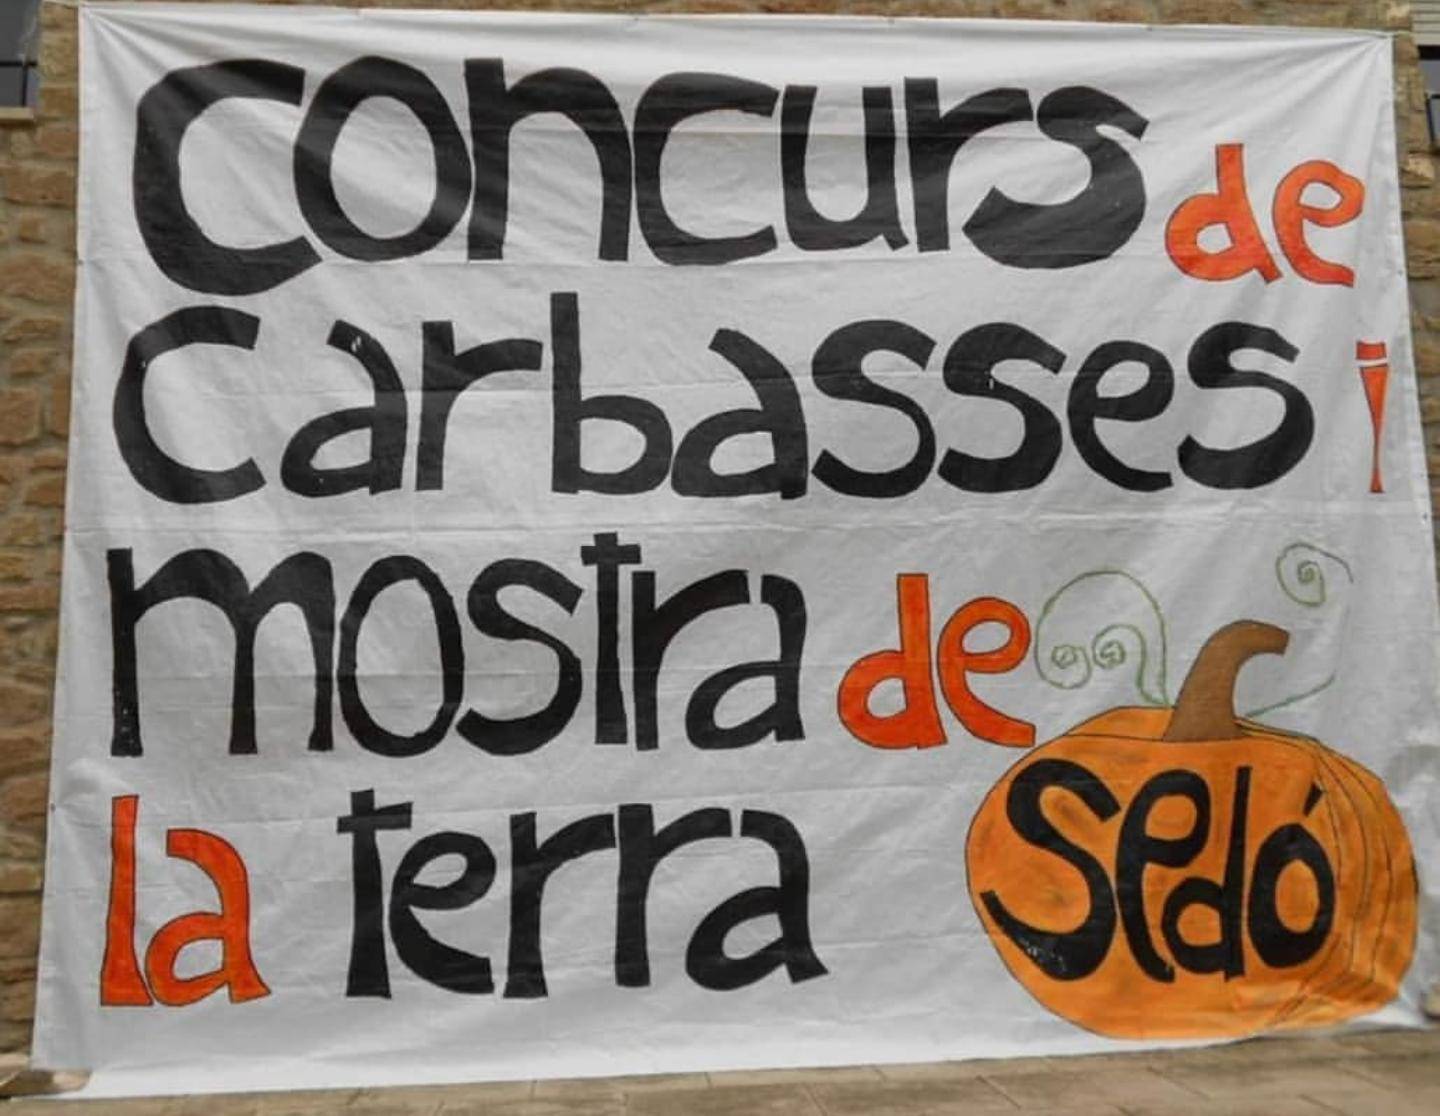 concurs de
carbasses i
mostra de
la terra
sedó